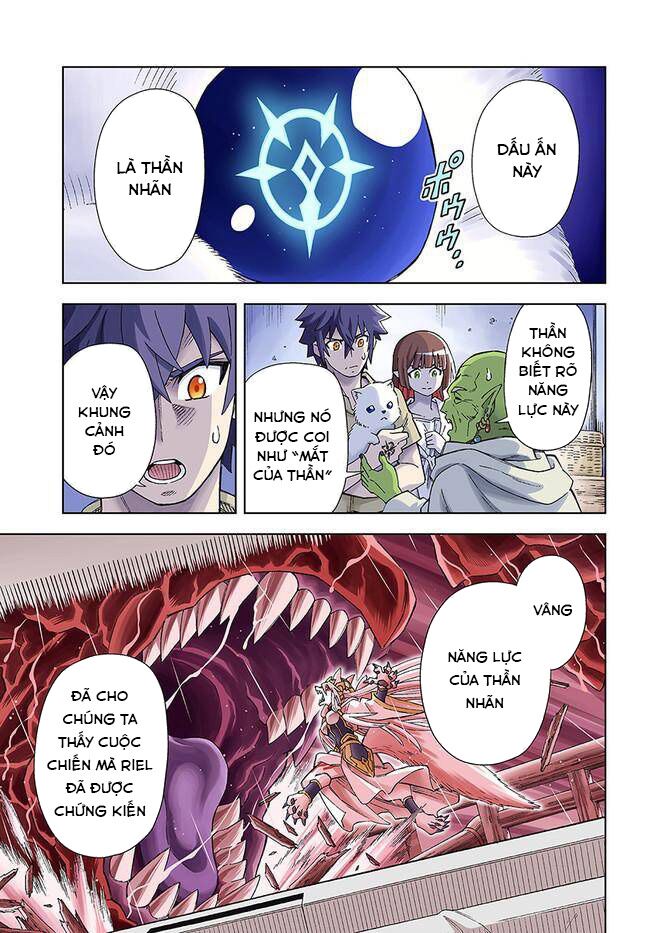 DẤU ẤN
NÀY
LÀ THẦN
NHÃN
ポゥゥ
THẦN
KHÔNG
BIẾT RÕ
NĂNG
LỰC NÀY
NHƯNG NÓ
ĐƯỢC COI
NHƯ “MẮT
CỦA THẦN”
VẬY
KHUNG
CẢNH
ĐÓ
VÂNG
NĂNG LỰC
CỦA THẦN
NHÃN
ĐÃ CHO
CHÚNG TA
THẤY CUỘC
CHIẾN MÀ RIEL
ĐÃ ĐƯỢC
CHỨNG KIẾN